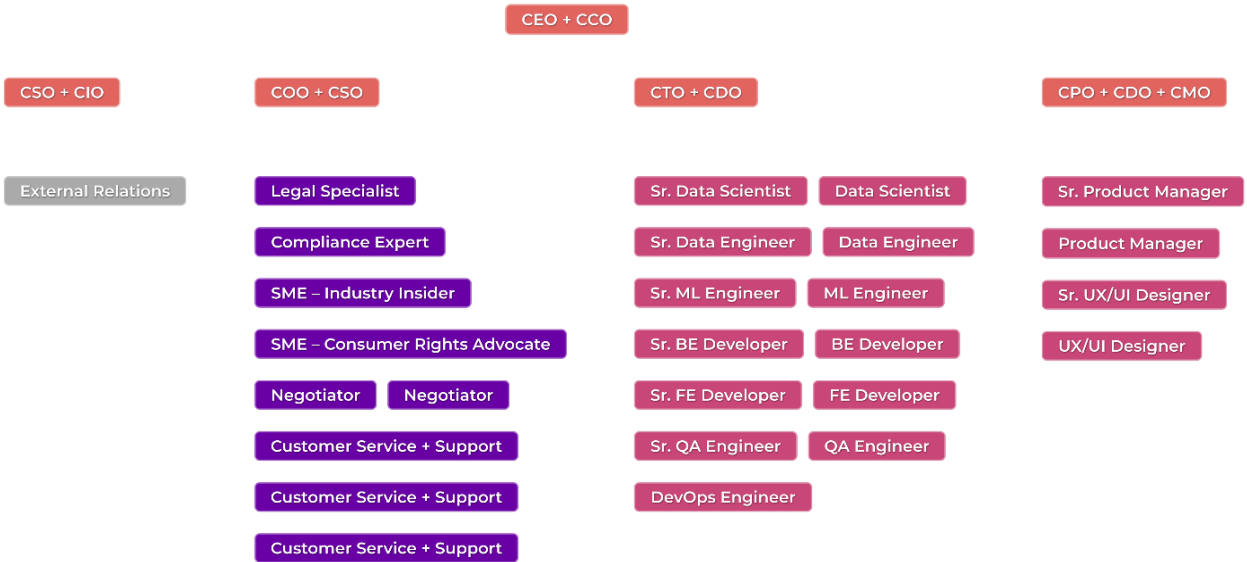 CEO + CCO
CSO + CIO
COO + CSO
CTO + CDO
CPO + CDO + CMO
External Relations
Legal Specialist
Compliance Expert
SME – Industry Insider
SME – Consumer Rights Advocate
Negotiator Negotiator
Customer Service + Support
Customer Service + Support
Customer Service + Support
Sr. Data Scientist Data Scientist
Sr. Data Engineer Data Engineer
Sr. ML Engineer ML Engineer
Sr. BE Developer BE Developer
Sr. FE Developer FE Developer
Sr. QA Engineer QA Engineer
DevOps Engineer
Sr. Product Manager
Product Manager
Sr. UX/UI Designer
UX/UI Designer